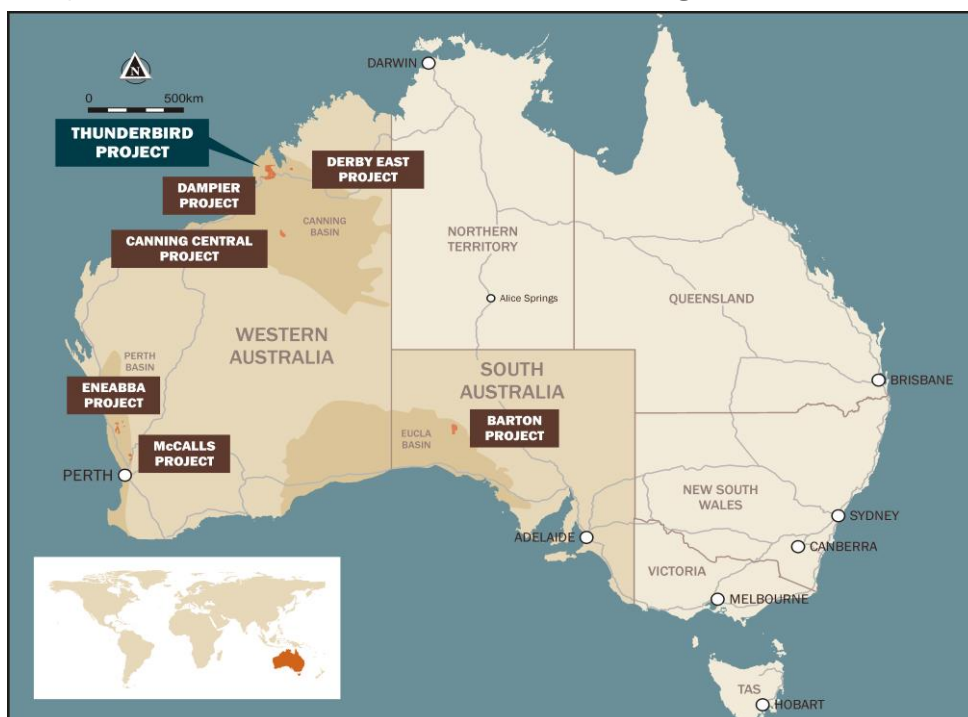 DARWIN
N
0 500km
THUNDERBIRD
PROJECT
DERBY EAST
PROJECT
DAMPIER
PROJECT
CANNING
BASIN
CANNING CENTRAL
PROJECT
NORTHERN
TERRITORY
Alice Springs
QUEENSLAND
WESTERN
AUSTRALIA
PERTH
BASIN
SOUTH
AUSTRALIA
ENEABBA
PROJECT
BRISBANE
BARTON
PROJECT
EUCLA
BASIN
McCALLS
PROJECT
PERTH
NEW SOUTH
WALES
SYDNEY
ADELAIDE
CANBERRA
VICTORIA
MELBOURNE
TAS
HOBART